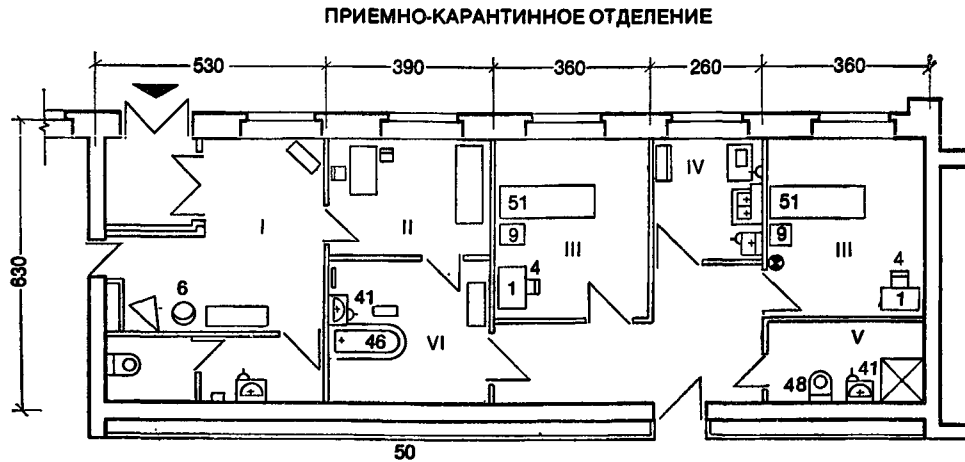 ПРИЕМНО-КАРАНТИННОЕ ОТДЕЛЕНИЕ
530 390 360 260 360
630
I
II
III
IV
III
V
VI
51
9
4
1
51
9
4
1
6
41
46
48
41
50